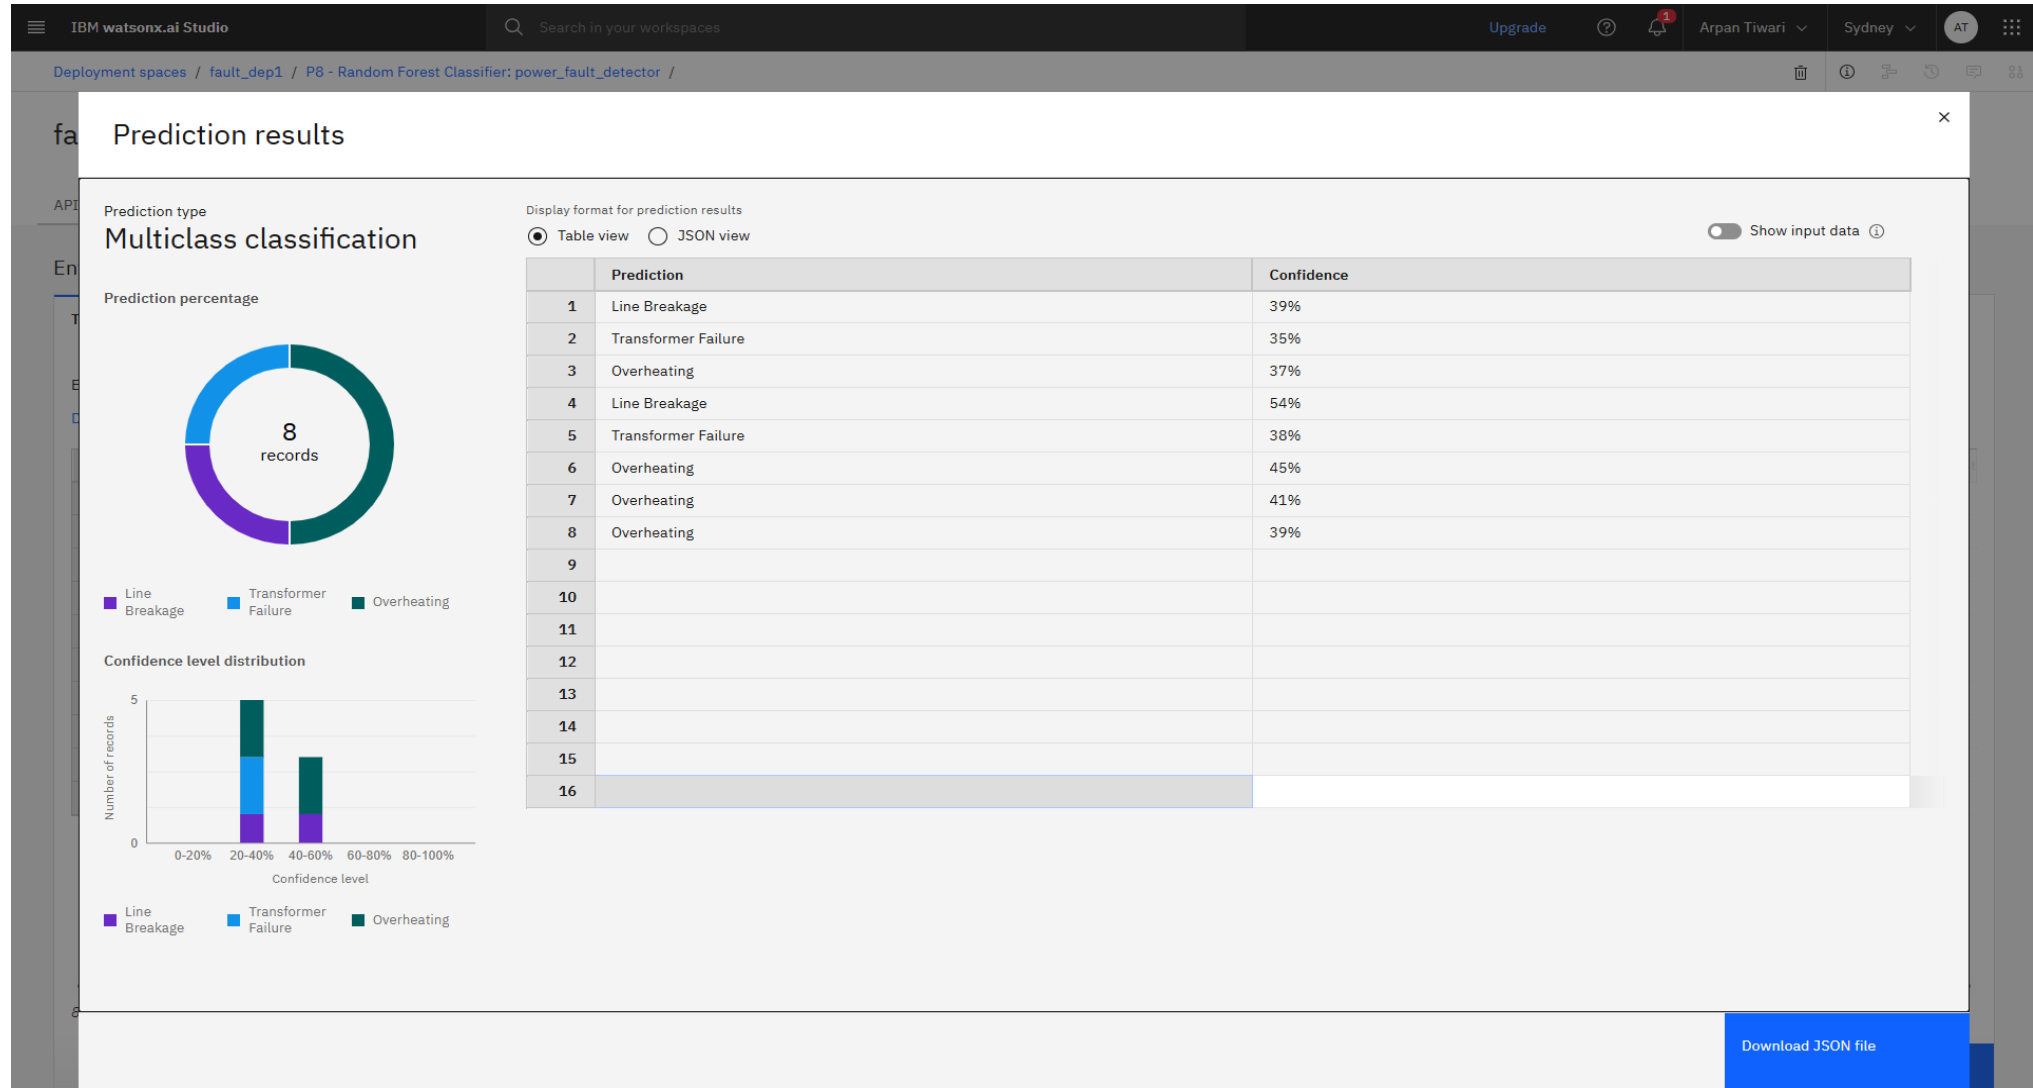 IBM watsonx.ai Studio
Search in your workspaces
Upgrade
1
Arpan Tiwari
Sydney
AT
Deployment spaces / fault_dep1 / P8 - Random Forest Classifier: power_fault_detector /
fa
Prediction results
API
En
T
E
D
Prediction type
Multiclass classification
Prediction percentage
8
records
Line Breakage
Transformer Failure
Overheating
Confidence level distribution
Number of records
5
0
0-20% 20-40% 40-60% 60-80% 80-100%
Confidence level
Line Breakage
Transformer Failure
Overheating
Display format for prediction results
Table view
JSON view
Show input data
Prediction Confidence
1 Line Breakage 39%
2 Transformer Failure 35%
3 Overheating 37%
4 Line Breakage 54%
5 Transformer Failure 38%
6 Overheating 45%
7 Overheating 41%
8 Overheating 39%
9
10
11
12
13
14
15
16
Download JSON file